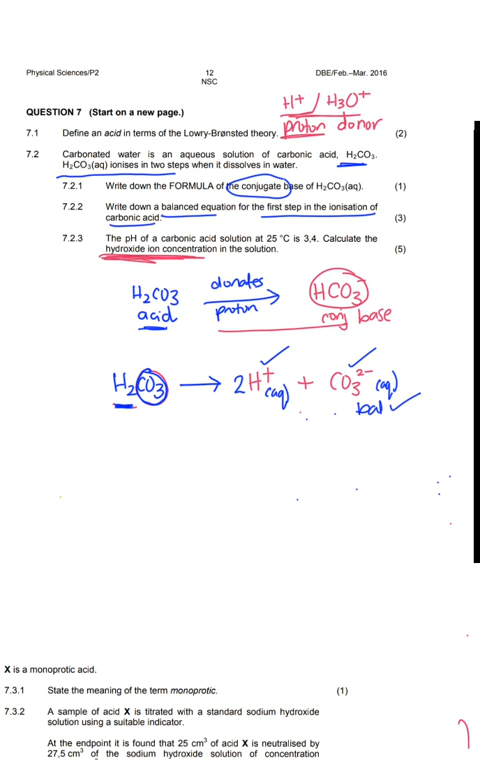 Physical Sciences/P2 12 DBE/Feb.–Mar. 2016
NSC
H+ / H3O+
QUESTION 7 (Start on a new page.)
7.1 Define an acid in terms of the Lowry-Brønsted theory. proton donor (2)
7.2 Carbonated water is an aqueous solution of carbonic acid, H₂CO₃.
H₂CO₃(aq) ionises in two steps when it dissolves in water.
7.2.1 Write down the FORMULA of the conjugate base of H₂CO₃(aq). (1)
7.2.2 Write down a balanced equation for the first step in the ionisation of
carbonic acid. (3)
7.2.3 The pH of a carbonic acid solution at 25 °C is 3,4. Calculate the
hydroxide ion concentration in the solution. (5)
H2CO3 donates HCO3⁻
acid proton conj base
H2CO3 → 2H+(aq) + CO3²⁻(aq)
bal ✓
X is a monoprotic acid.
7.3.1 State the meaning of the term monoprotic. (1)
7.3.2 A sample of acid X is titrated with a standard sodium hydroxide
solution using a suitable indicator.
At the endpoint it is found that 25 cm³ of acid X is neutralised by
27,5 cm³ of the sodium hydroxide solution of concentration